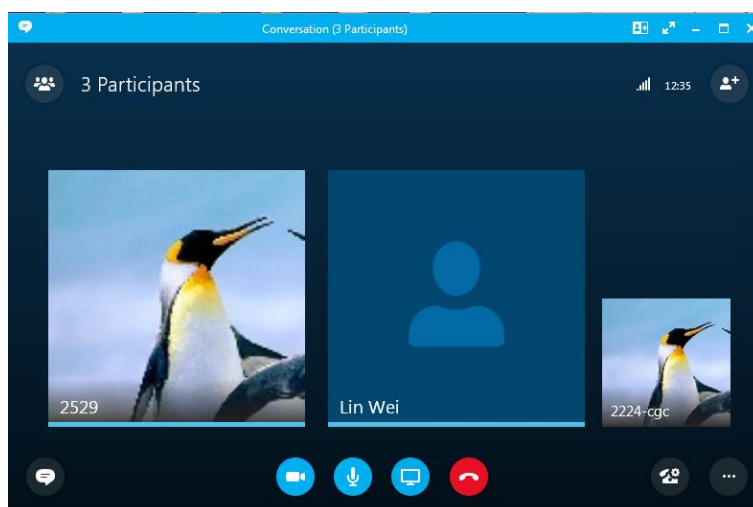 Conversation (3 Participants)
3 Participants
12:35
2529
Lin Wei
2224-cgc